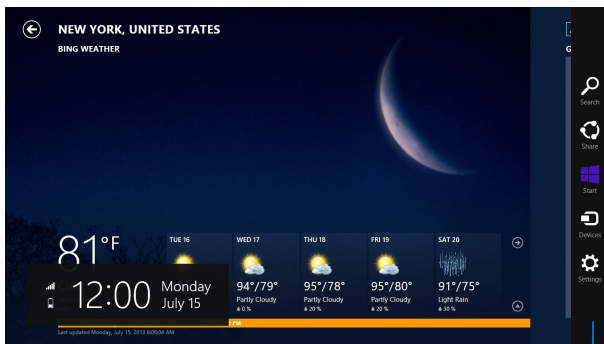 NEW YORK, UNITED STATES
BING WEATHER
Search
Share
Start
Devices
Settings
81°F
TUE 16
WED 17
94°/79°
Partly Cloudy
0 %
THU 18
95°/78°
Partly Cloudy
20 %
FRI 19
95°/80°
Partly Cloudy
20 %
SAT 20
91°/75°
Light Rain
30 %
12:00
Monday
July 15
PM
Last updated Monday, July 15, 2013 6:06:04 AM